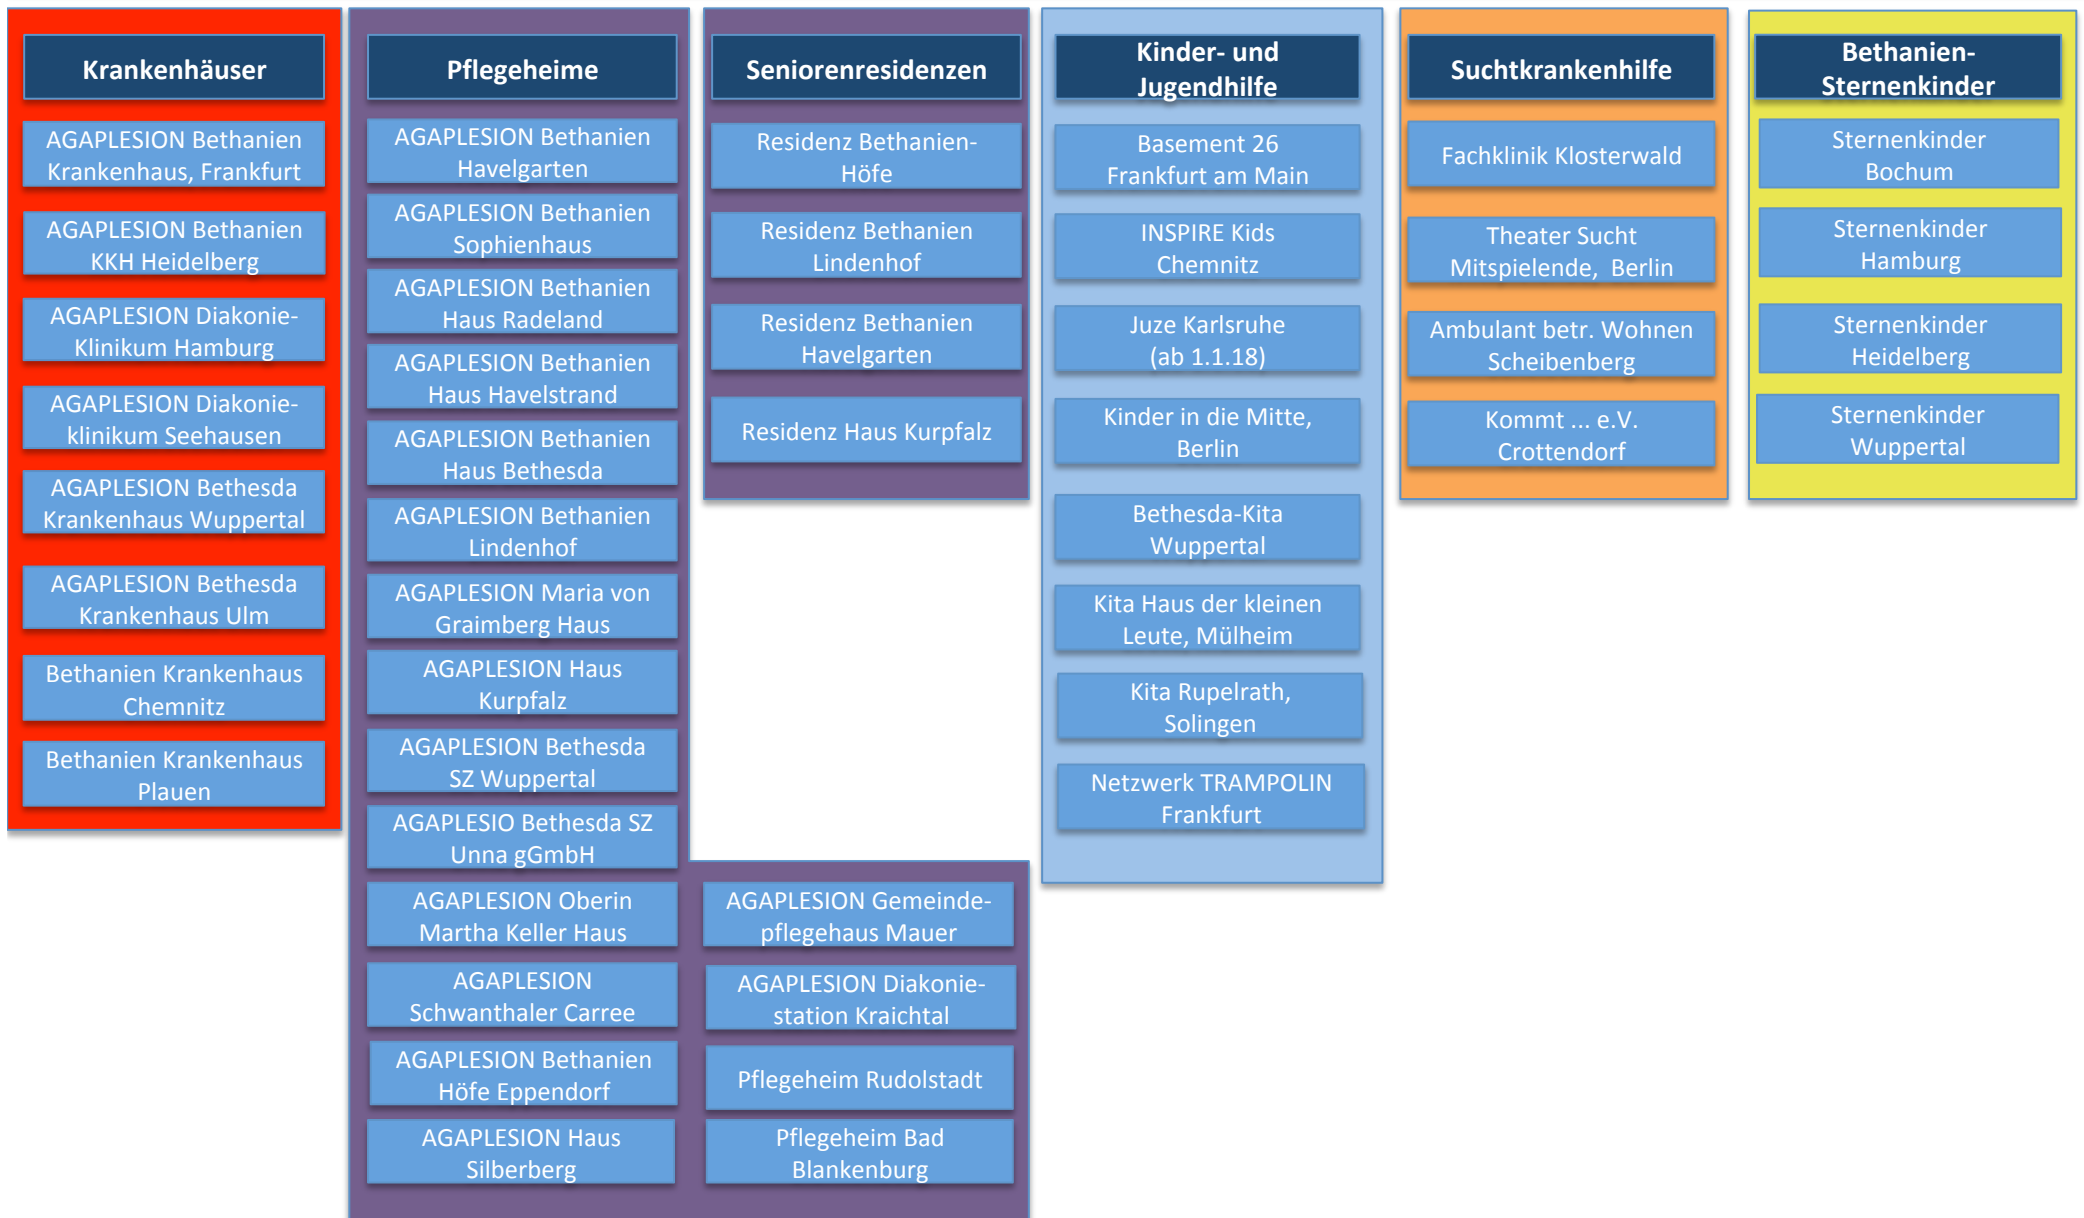 Krankenhäuser
AGAPLESION Bethanien
Krankenhaus, Frankfurt
AGAPLESION Bethanien
KKH Heidelberg
AGAPLESION Diakonie-
Klinikum Hamburg
AGAPLESION Diakonie-
klinikum Seehausen
AGAPLESION Bethesda
Krankenhaus Wuppertal
AGAPLESION Bethesda
Krankenhaus Ulm
Bethanien Krankenhaus
Chemnitz
Bethanien Krankenhaus
Plauen
Pflegeheime
AGAPLESION Bethanien
Havelgarten
AGAPLESION Bethanien
Sophienhaus
AGAPLESION Bethanien
Haus Radeland
AGAPLESION Bethanien
Haus Havelstrand
AGAPLESION Bethanien
Haus Bethesda
AGAPLESION Bethanien
Lindenhof
AGAPLESION Maria von
Graimberg Haus
AGAPLESION Haus
Kurpfalz
AGAPLESION Bethesda
SZ Wuppertal
AGAPLESIO Bethesda SZ
Unna gGmbH
AGAPLESION Oberin
Martha Keller Haus
AGAPLESION
Schwanthaler Carree
AGAPLESION Bethanien
Höfe Eppendorf
AGAPLESION Haus
Silberberg
AGAPLESION Gemeinde-
pflegehaus Mauer
AGAPLESION Diakonie-
station Kraichtal
Pflegeheim Rudolstadt
Pflegeheim Bad
Blankenburg
Seniorenresidenzen
Residenz Bethanien-
Höfe
Residenz Bethanien
Lindenhof
Residenz Bethanien
Havelgarten
Residenz Haus Kurpfalz
Kinder- und
Jugendhilfe
Basement 26
Frankfurt am Main
INSPIRE Kids
Chemnitz
Juze Karlsruhe
(ab 1.1.18)
Kinder in die Mitte,
Berlin
Bethesda-Kita
Wuppertal
Kita Haus der kleinen
Leute, Mülheim
Kita Rupelrath,
Solingen
Netzwerk TRAMPOLIN
Frankfurt
Suchtkrankenhilfe
Fachklinik Klosterwald
Theater Sucht
Mitspielende, Berlin
Ambulant betr. Wohnen
Scheibenberg
Kommt ... e.V.
Crottendorf
Bethanien-
Sternenkinder
Sternenkinder
Bochum
Sternenkinder
Hamburg
Sternenkinder
Heidelberg
Sternenkinder
Wuppertal